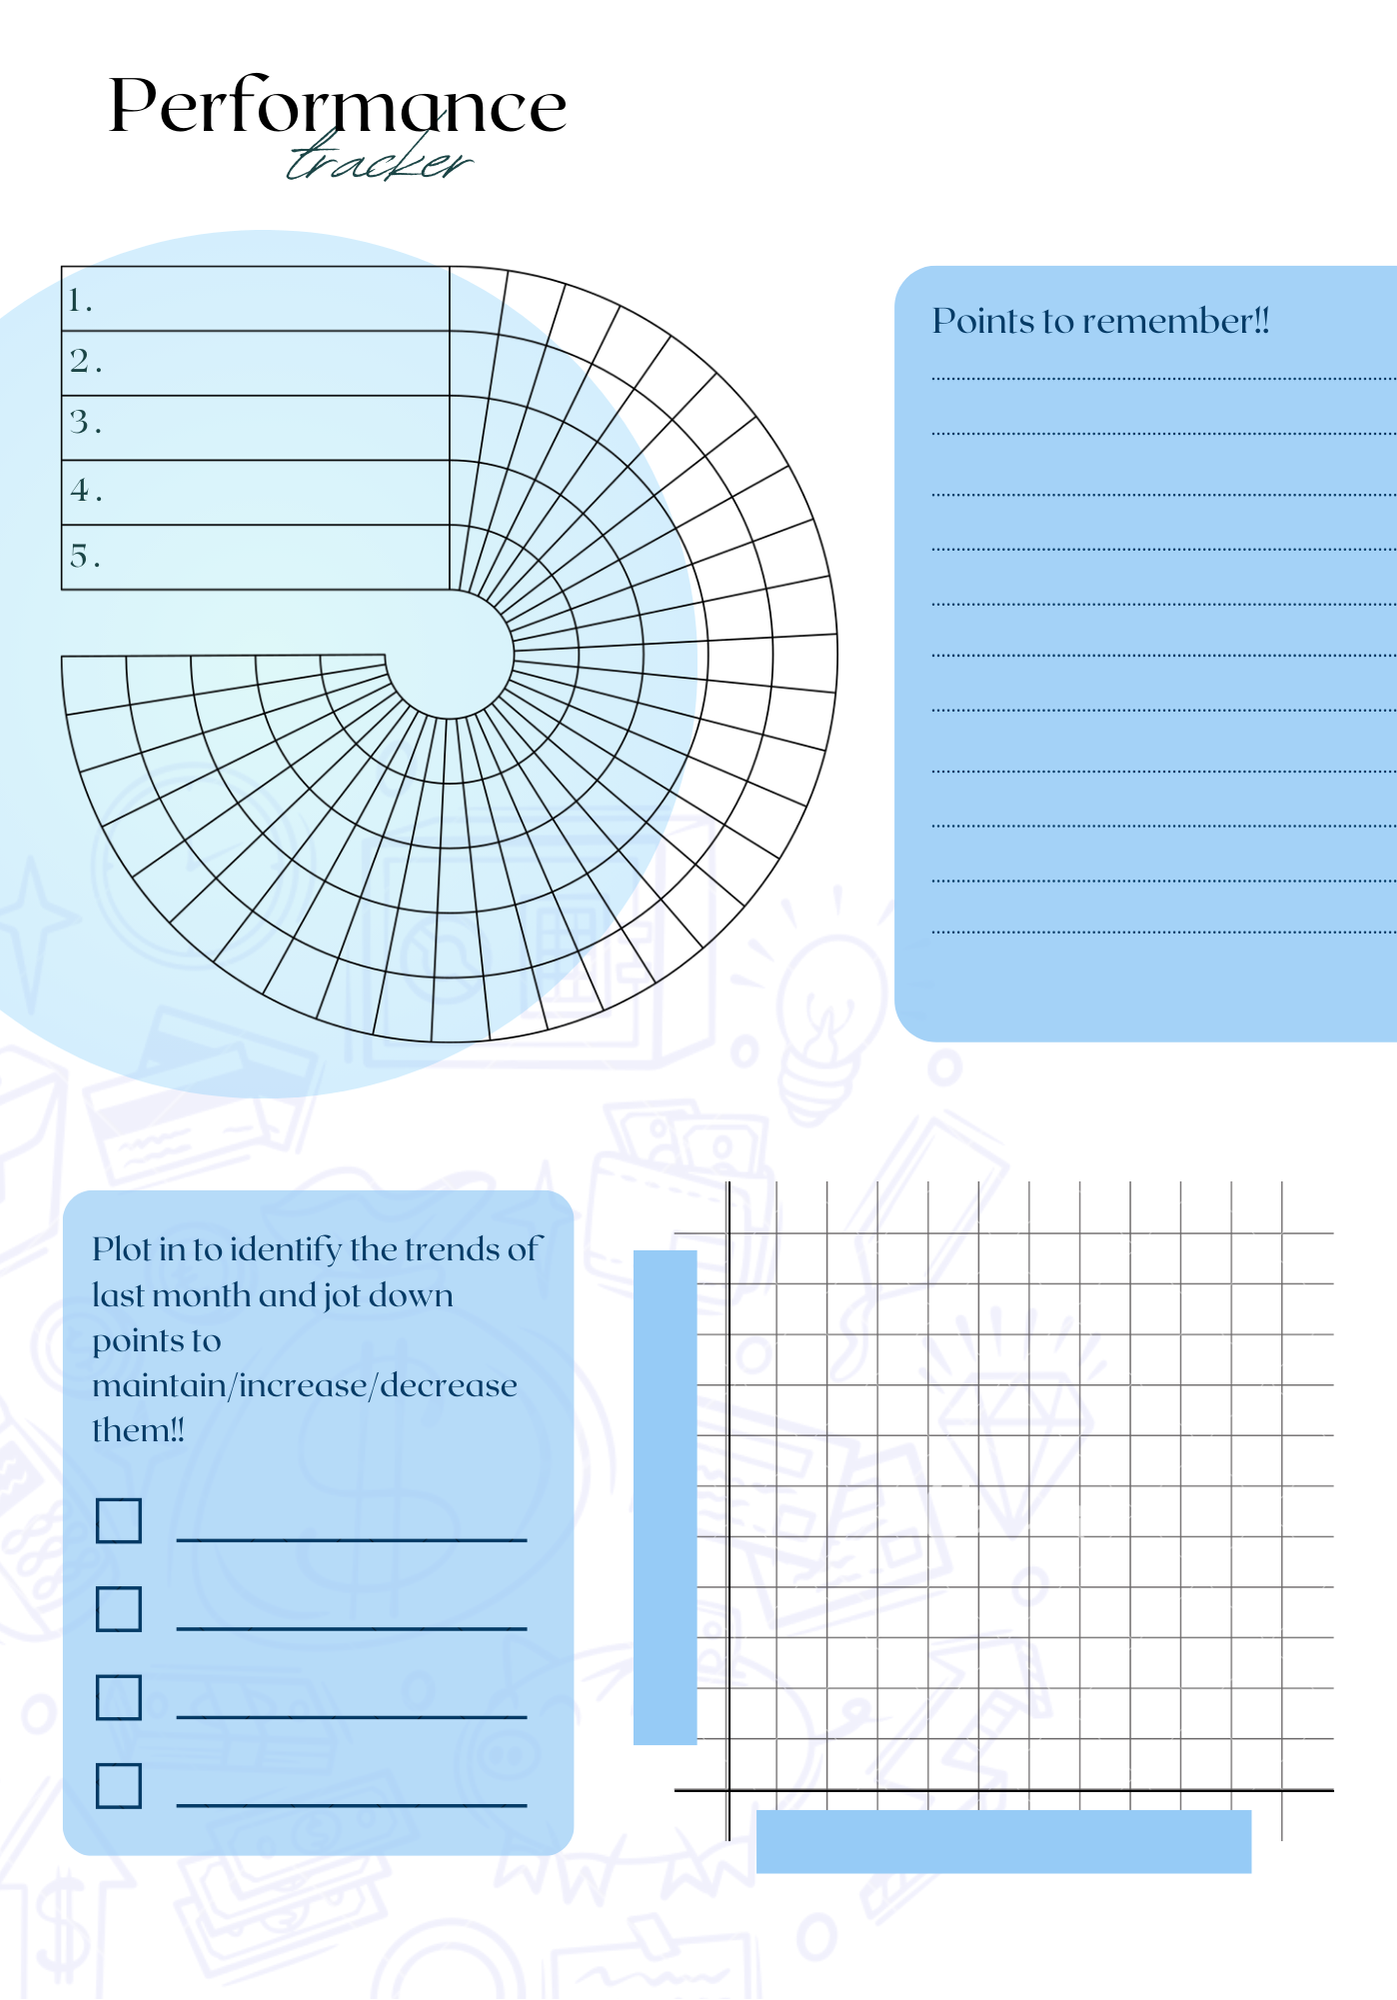 Performance
tracker
1.
2.
3.
4.
5.
Points to remember!!
Plot in to identify the trends of
last month and jot down
points to
maintain/increase/decrease
them!!